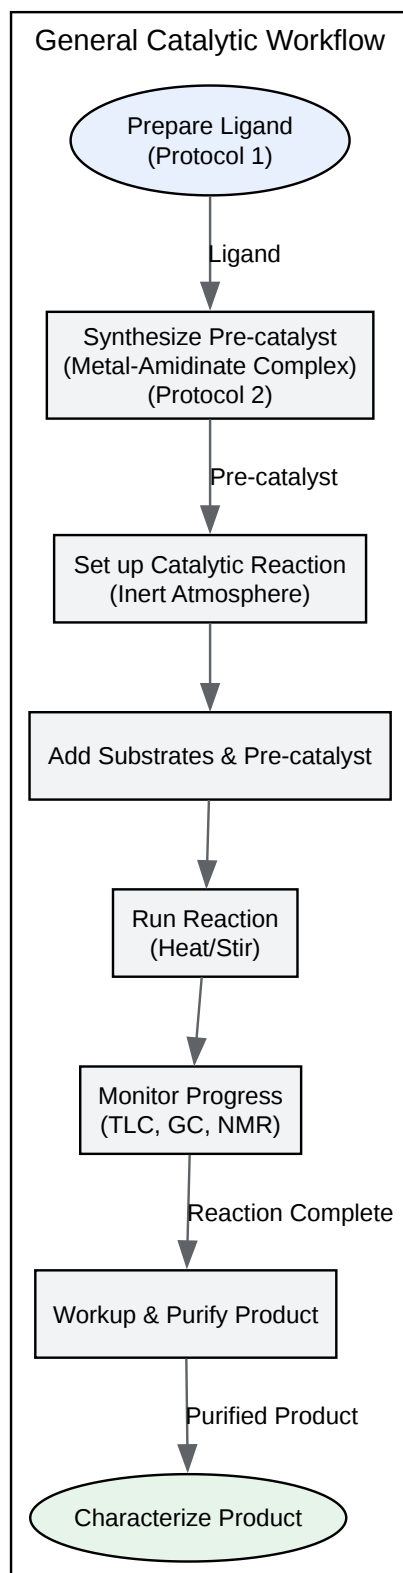 General Catalytic Workflow
Prepare Ligand
(Protocol 1)
Ligand
Synthesize Pre-catalyst
(Metal-Amidinate Complex)
(Protocol 2)
Pre-catalyst
Set up Catalytic Reaction
(Inert Atmosphere)
Add Substrates & Pre-catalyst
Run Reaction
(Heat/Stir)
Monitor Progress
(TLC, GC, NMR)
Reaction Complete
Workup & Purify Product
Purified Product
Characterize Product